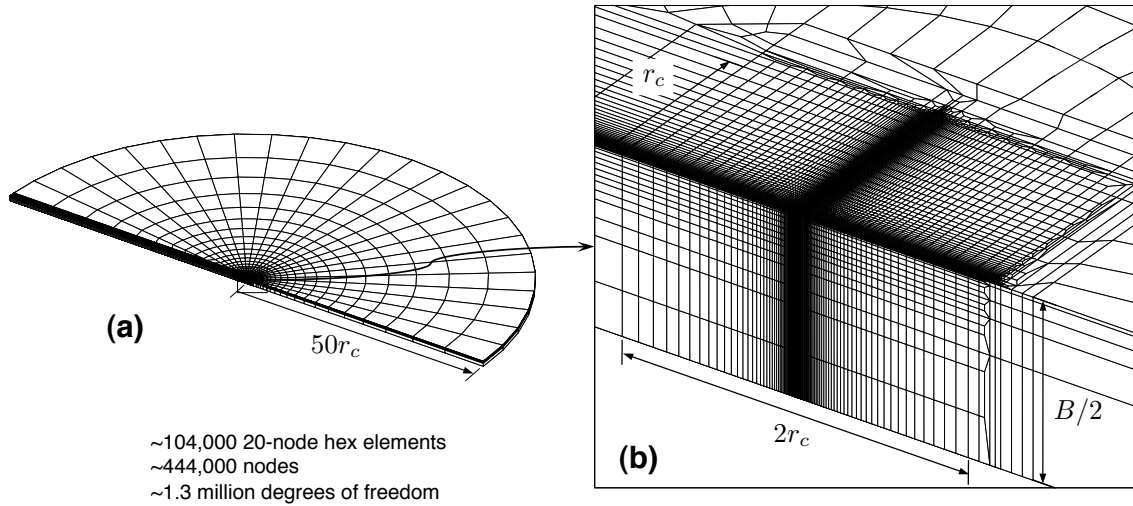 (a)
50r_c
~104,000 20-node hex elements
~444,000 nodes
~1.3 million degrees of freedom
r_c
B/2
2r_c
(b)